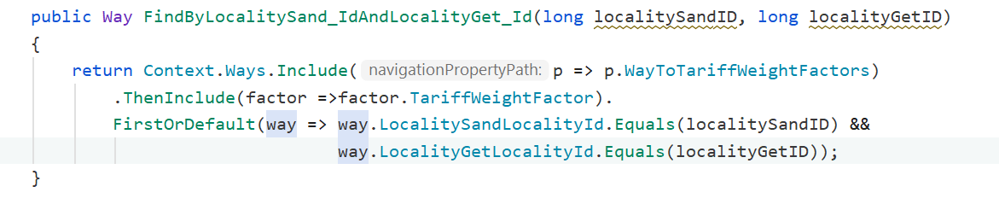 public Way FindByLocalitySand_IdAndLocalityGet_Id(long localitySandID, long localityGetID)
{
return Context.Ways.Include( navigationPropertyPath: p => p.WayToTariffWeightFactors)
.ThenInclude(factor =>factor.TariffWeightFactor).
FirstOrDefault(way => way.LocalitySandLocalityId.Equals(localitySandID) &&
way.LocalityGetLocalityId.Equals(localityGetID));
}